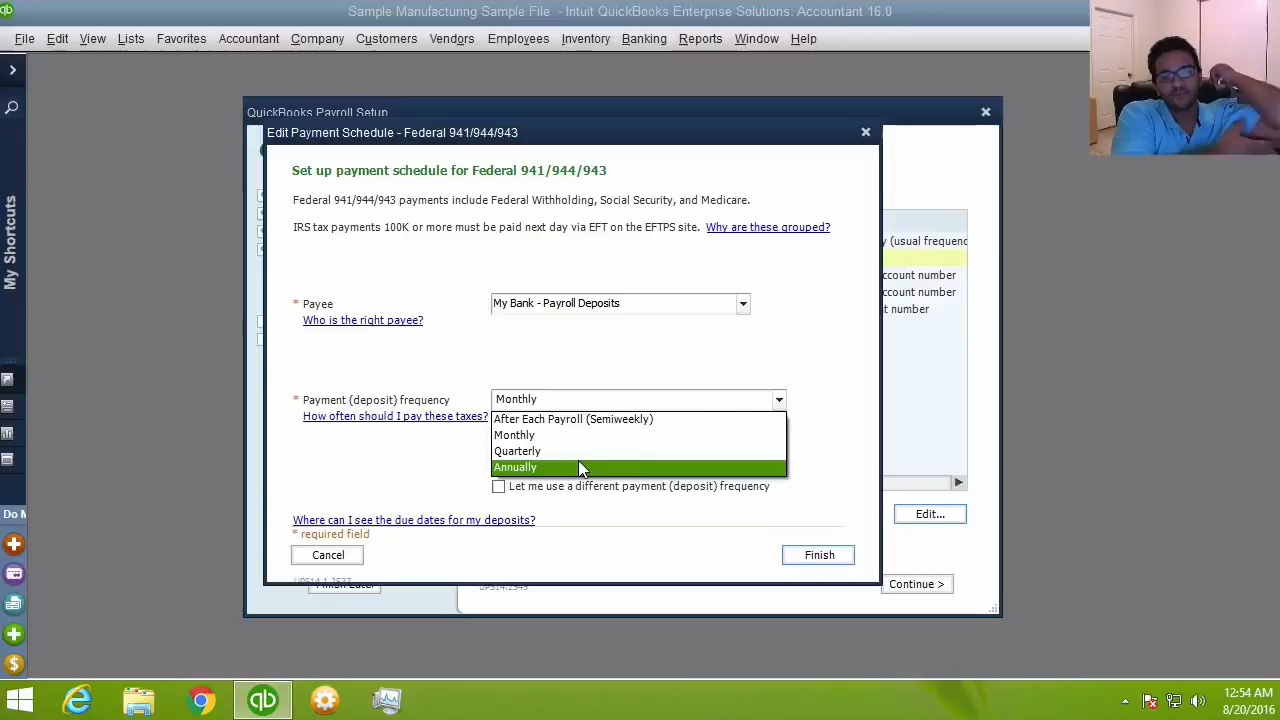 Sample Manufacturing Sample File - Intuit QuickBooks Enterprise Solutions: Accountant 16.0
File Edit View Lists Favorites Accountant Company Customers Vendors Employees Inventory Banking Reports Window Help
My Shortcuts
QuickBooks Payroll Setup
Edit Payment Schedule - Federal 941/944/943
Set up payment schedule for Federal 941/944/943
Federal 941/944/943 payments include Federal Withholding, Social Security, and Medicare.
IRS tax payments 100K or more must be paid next day via EFT on the EFTPS site. Why are these grouped?
y (usual frequenc
ccount number
ccount number
t number
* Payee
My Bank - Payroll Deposits
Who is the right payee?
* Payment (deposit) frequency
Monthly
How often should I pay these taxes?
After Each Payroll (Semiweekly)
Monthly
Quarterly
Annually
Let me use a different payment (deposit) frequency
Where can I see the due dates for my deposits?
* required field
Cancel
Finish
Edit...
Continue >
Do M
12:54 AM
8/20/2016